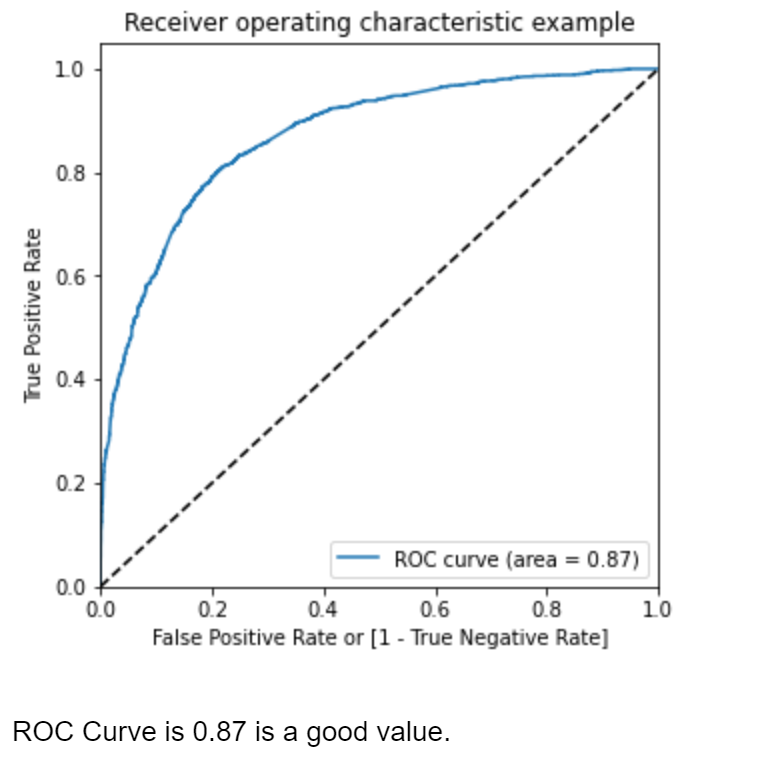 Receiver operating characteristic example
True Positive Rate
1.0
0.8
0.6
0.4
0.2
0.0
ROC curve (area = 0.87)
0.0 0.2 0.4 0.6 0.8 1.0
False Positive Rate or [1 - True Negative Rate]
ROC Curve is 0.87 is a good value.